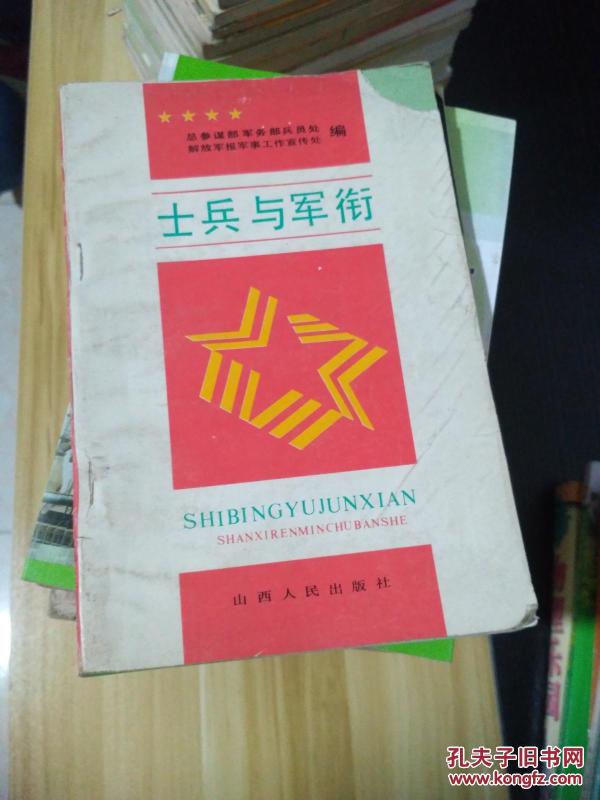 总参谋部军务部兵员处
解放军报军事工作宣传处
编
士兵与军衔
SHIBINGYUJUNXIAN
SHANXIRENMINCHUBANSHE
山西人民出版社
孔夫子旧书网
www.kongfz.com